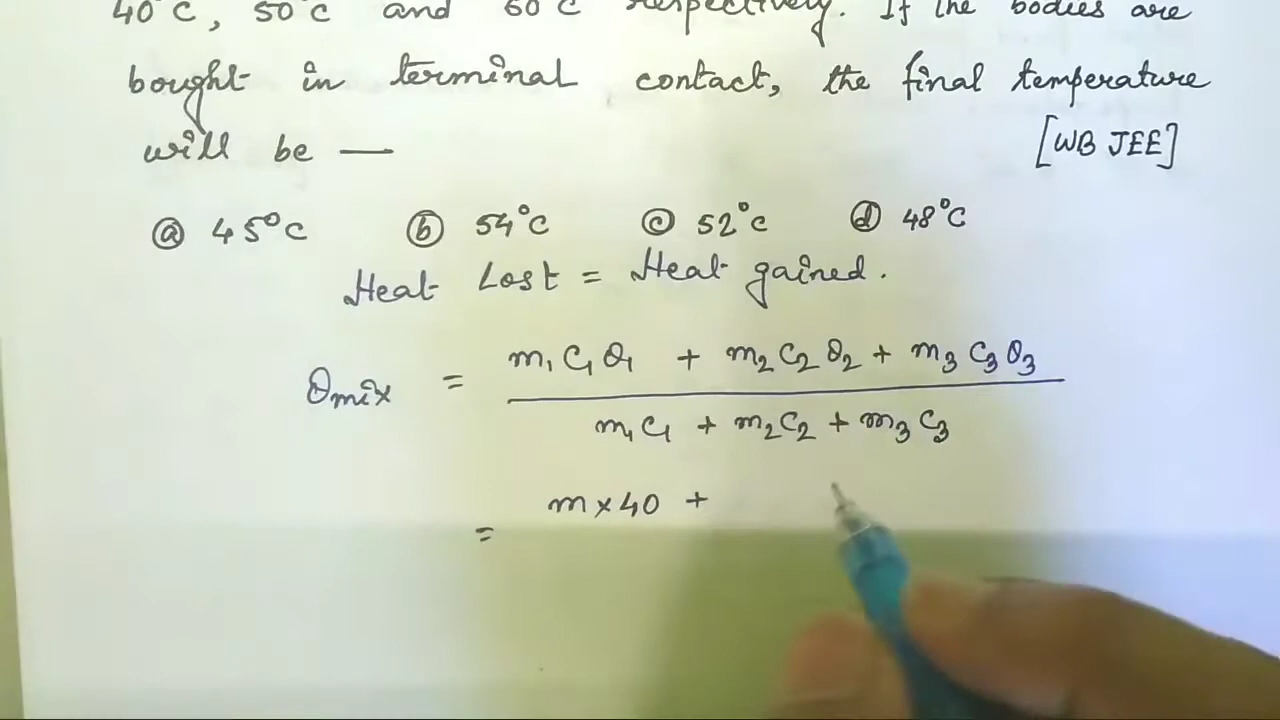 40°C, 50°C and 60°C respectively. If the bodies are
bought in terminal contact, the final temperature
will be — [WB JEE]
ⓐ 45°C ⓑ 54°C ⓒ 52°C ⓓ 48°C
Heat Lost = Heat gained.
θmix = m₁C₁θ₁ + m₂C₂θ₂ + m₃C₃θ₃
m₁C₁ + m₂C₂ + m₃C₃
= m×40 +